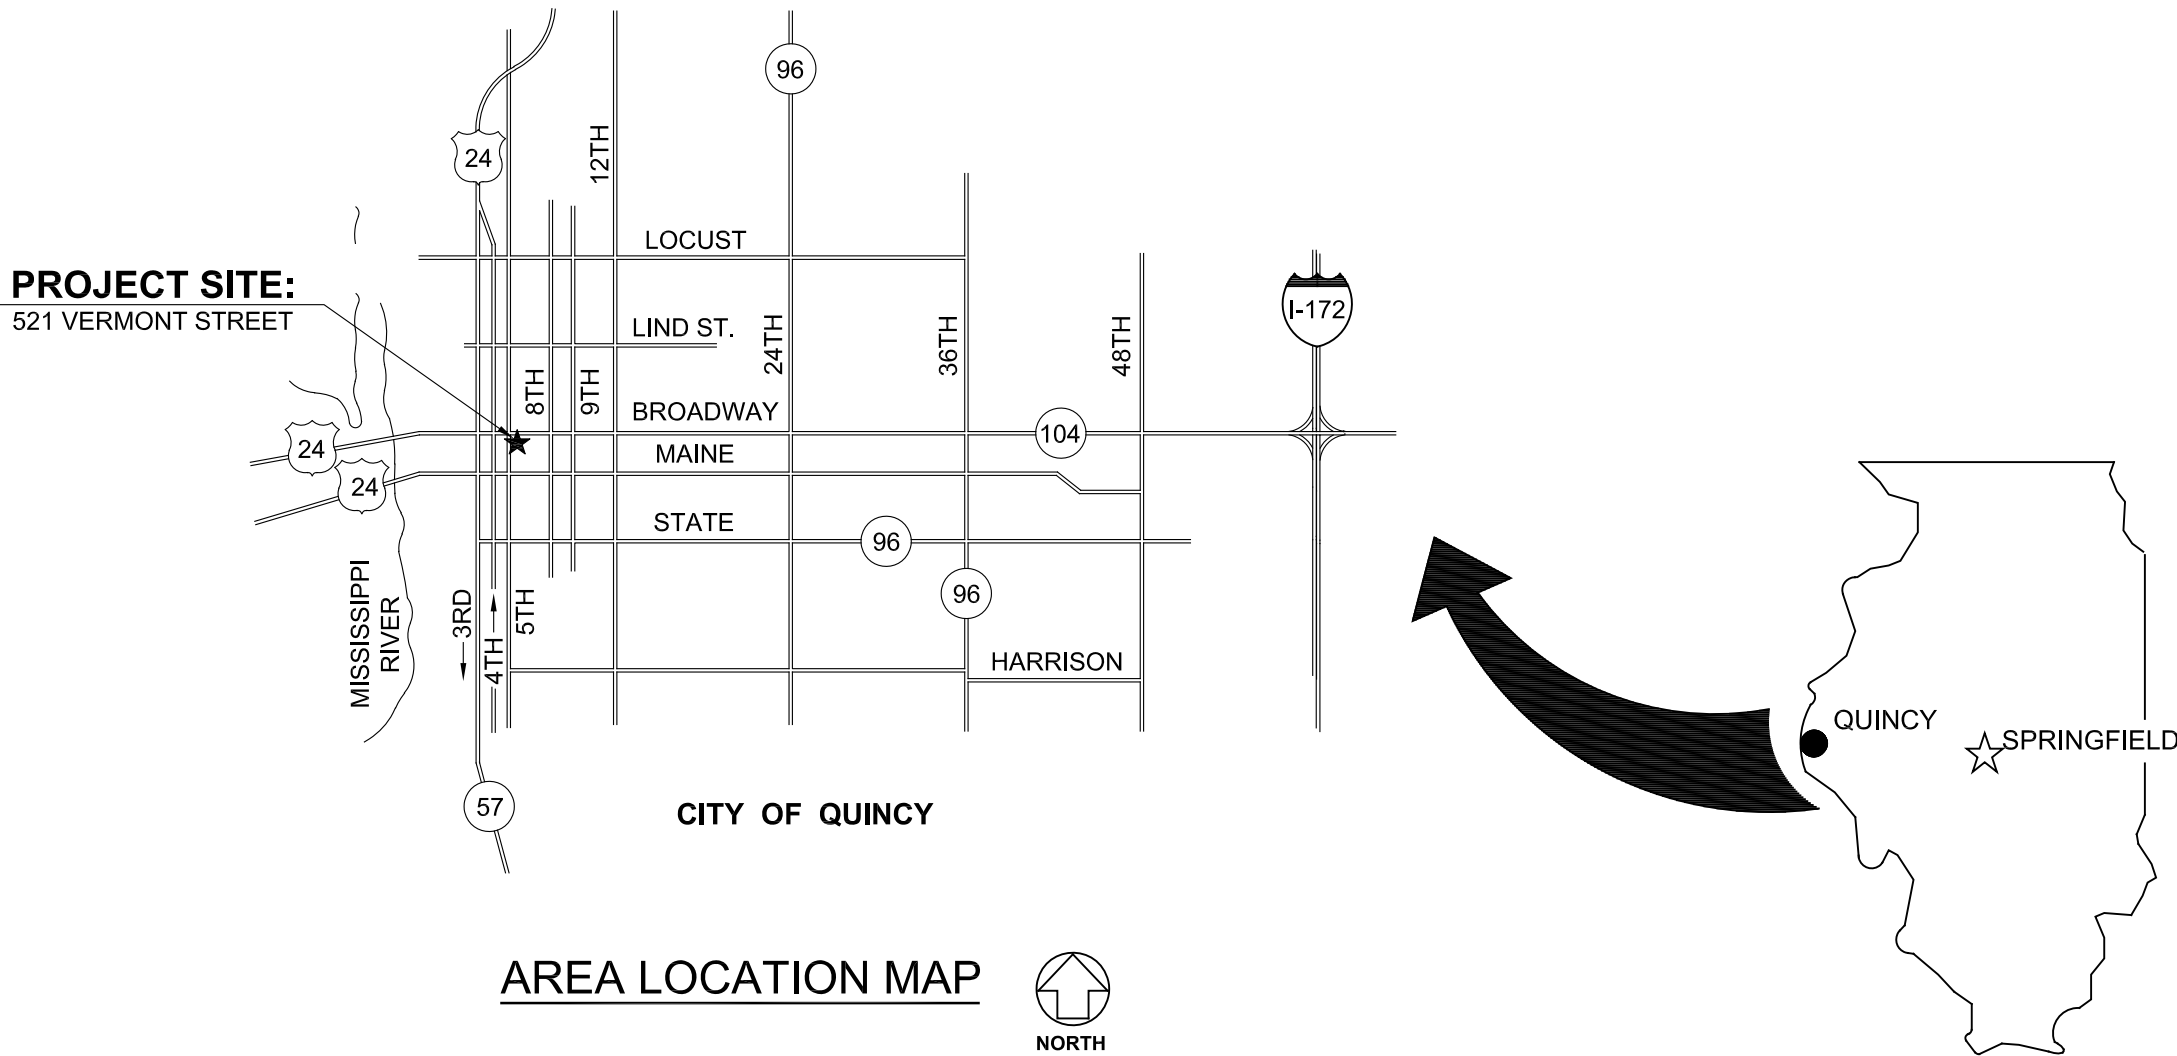 96
24
12TH
LOCUST
PROJECT SITE:
521 VERMONT STREET
I-172
LIND ST.
24TH
36TH
48TH
8TH
9TH
BROADWAY
104
24
MAINE
24
STATE
96
96
MISSISSIPPI
RIVER
3RD
4TH
5TH
HARRISON
57
CITY OF QUINCY
QUINCY
SPRINGFIELD
AREA LOCATION MAP
NORTH